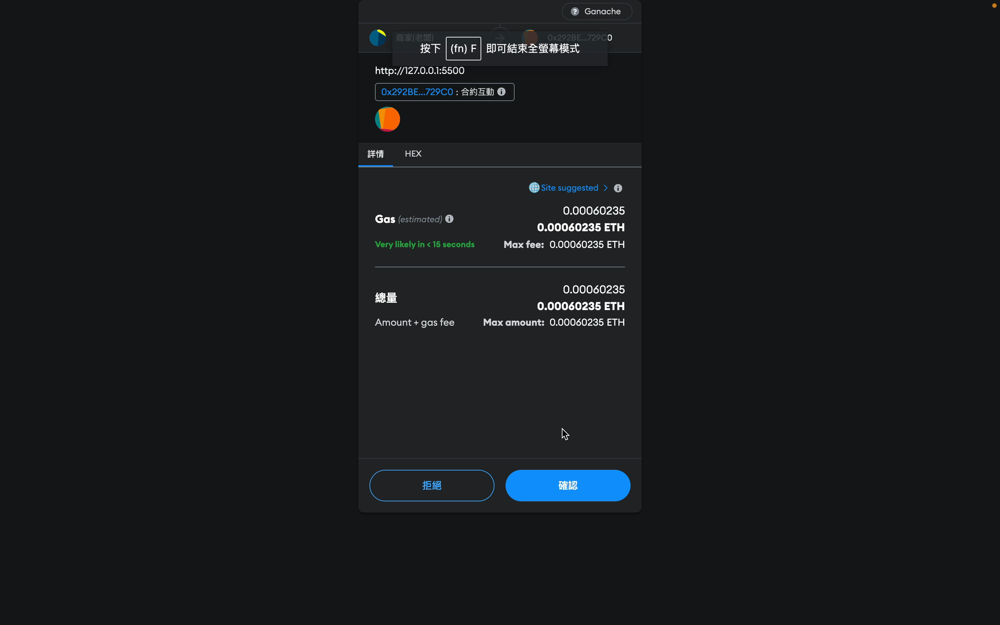 Ganache
商家(老闆)
0x292BE...729C0
按下 (fn) F 即可結束全螢幕模式
http://127.0.0.1:5500
0x292BE...729C0 : 合約互動
詳情 HEX
Site suggested >
0.00060235
Gas (estimated)
0.00060235 ETH
Very likely in < 15 seconds Max fee: 0.00060235 ETH
0.00060235
總量
0.00060235 ETH
Amount + gas fee Max amount: 0.00060235 ETH
拒絕 確認